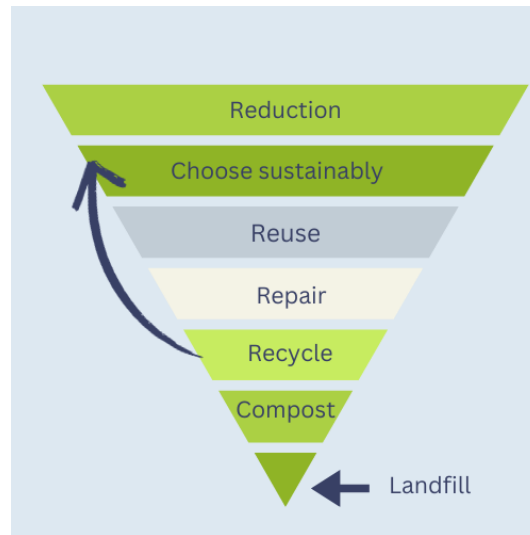 Reduction
Choose sustainably
Reuse
Repair
Recycle
Compost
Landfill